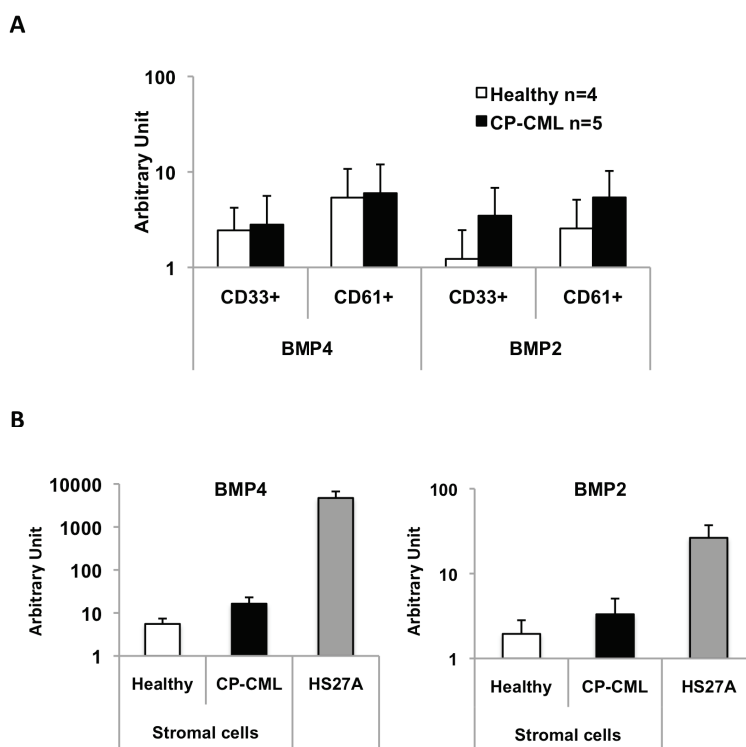 A
100
10
1
Arbitrary Unit
Healthy n=4
CP-CML n=5
CD33+ CD61+ CD33+ CD61+
BMP4 BMP2
B
BMP4
10000
1000
100
10
1
Arbitrary Unit
Healthy CP-CML HS27A
Stromal cells
BMP2
100
10
1
Arbitrary Unit
Healthy CP-CML HS27A
Stromal cells